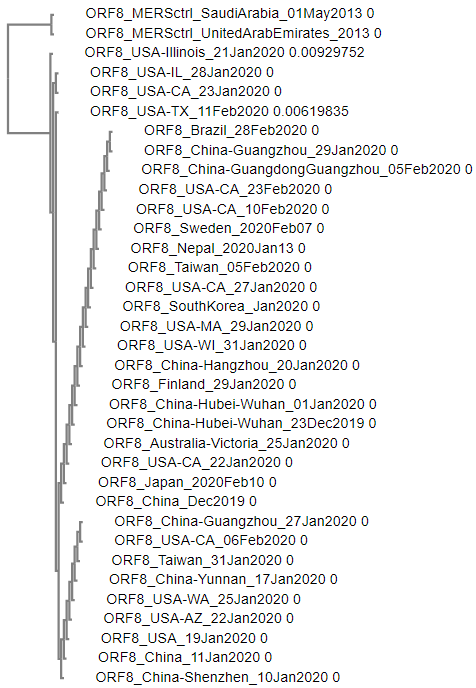 ORF8_MERSctrl_SaudiArabia_01May2013 0
ORF8_MERSctrl_UnitedArabEmirates_2013 0
ORF8_USA-Illinois_21Jan2020 0.00929752
ORF8_USA-IL_28Jan2020 0
ORF8_USA-CA_23Jan2020 0
ORF8_USA-TX_11Feb2020 0.00619835
ORF8_Brazil_28Feb2020 0
ORF8_China-Guangzhou_29Jan2020 0
ORF8_China-GuangdongGuangzhou_05Feb2020 0
ORF8_USA-CA_23Feb2020 0
ORF8_USA-CA_10Feb2020 0
ORF8_Sweden_2020Feb07 0
ORF8_Nepal_2020Jan13 0
ORF8_Taiwan_05Feb2020 0
ORF8_USA-CA_27Jan2020 0
ORF8_SouthKorea_Jan2020 0
ORF8_USA-MA_29Jan2020 0
ORF8_USA-WI_31Jan2020 0
ORF8_China-Hangzhou_20Jan2020 0
ORF8_Finland_29Jan2020 0
ORF8_China-Hubei-Wuhan_01Jan2020 0
ORF8_China-Hubei-Wuhan_23Dec2019 0
ORF8_Australia-Victoria_25Jan2020 0
ORF8_USA-CA_22Jan2020 0
ORF8_Japan_2020Feb10 0
ORF8_China_Dec2019 0
ORF8_China-Guangzhou_27Jan2020 0
ORF8_USA-CA_06Feb2020 0
ORF8_Taiwan_31Jan2020 0
ORF8_China-Yunnan_17Jan2020 0
ORF8_USA-WA_25Jan2020 0
ORF8_USA-AZ_22Jan2020 0
ORF8_USA_19Jan2020 0
ORF8_China_11Jan2020 0
ORF8_China-Shenzhen_10Jan2020 0